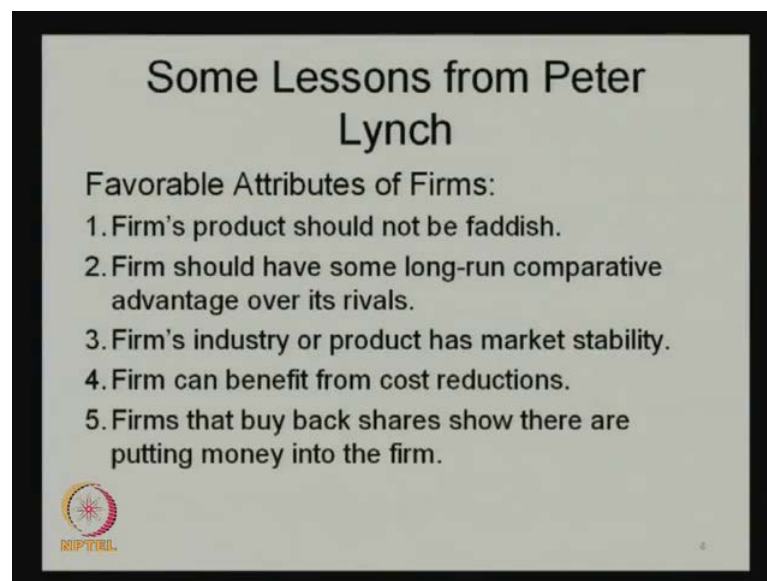 Some Lessons from Peter
Lynch
Favorable Attributes of Firms:
1. Firm's product should not be faddish.
2. Firm should have some long-run comparative
advantage over its rivals.
3. Firm's industry or product has market stability.
4. Firm can benefit from cost reductions.
5. Firms that buy back shares show there are
putting money into the firm.
NPTEL